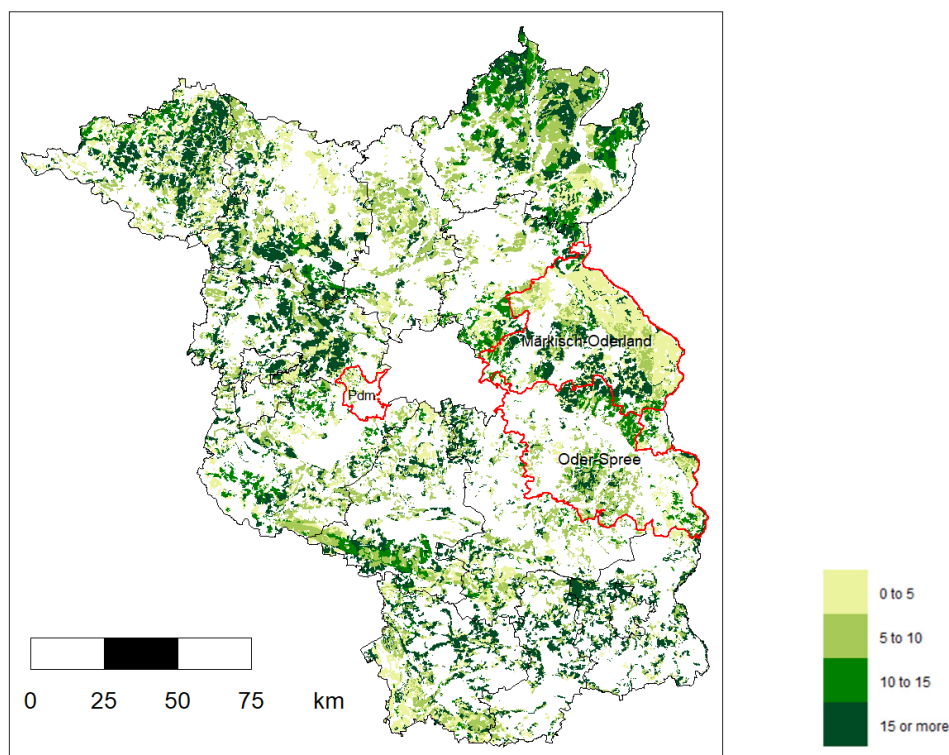 Märkisch-Oderland
Pdm
Oder-Spree
0 to 5
5 to 10
10 to 15
15 or more
0 25 50 75 km